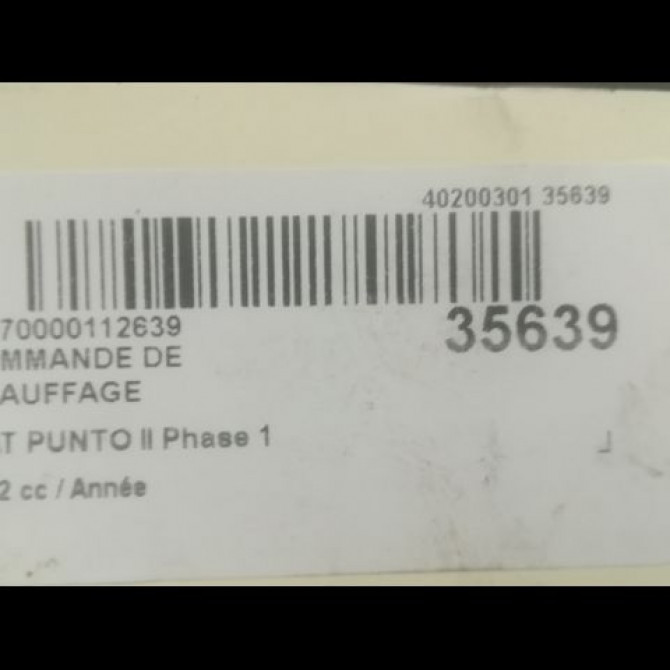 40200301 35639
70000112639
35639
MMANDE DE
AUFFAGE
T PUNTO II Phase 1
2 cc / Année